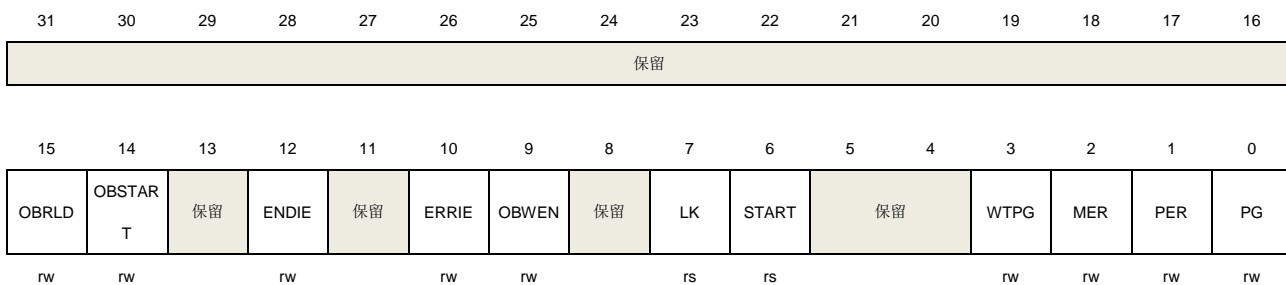 31 30 29 28 27 26 25 24 23 22 21 20 19 18 17 16
保留
15 14 13 12 11 10 9 8 7 6 5 4 3 2 1 0
OBRLD OBSTAR T 保留 ENDIE 保留 ERRIE OBWEN 保留 LK START 保留 WTPG MER PER PG
rw rw rw rw rw rs rs rw rw rw rw